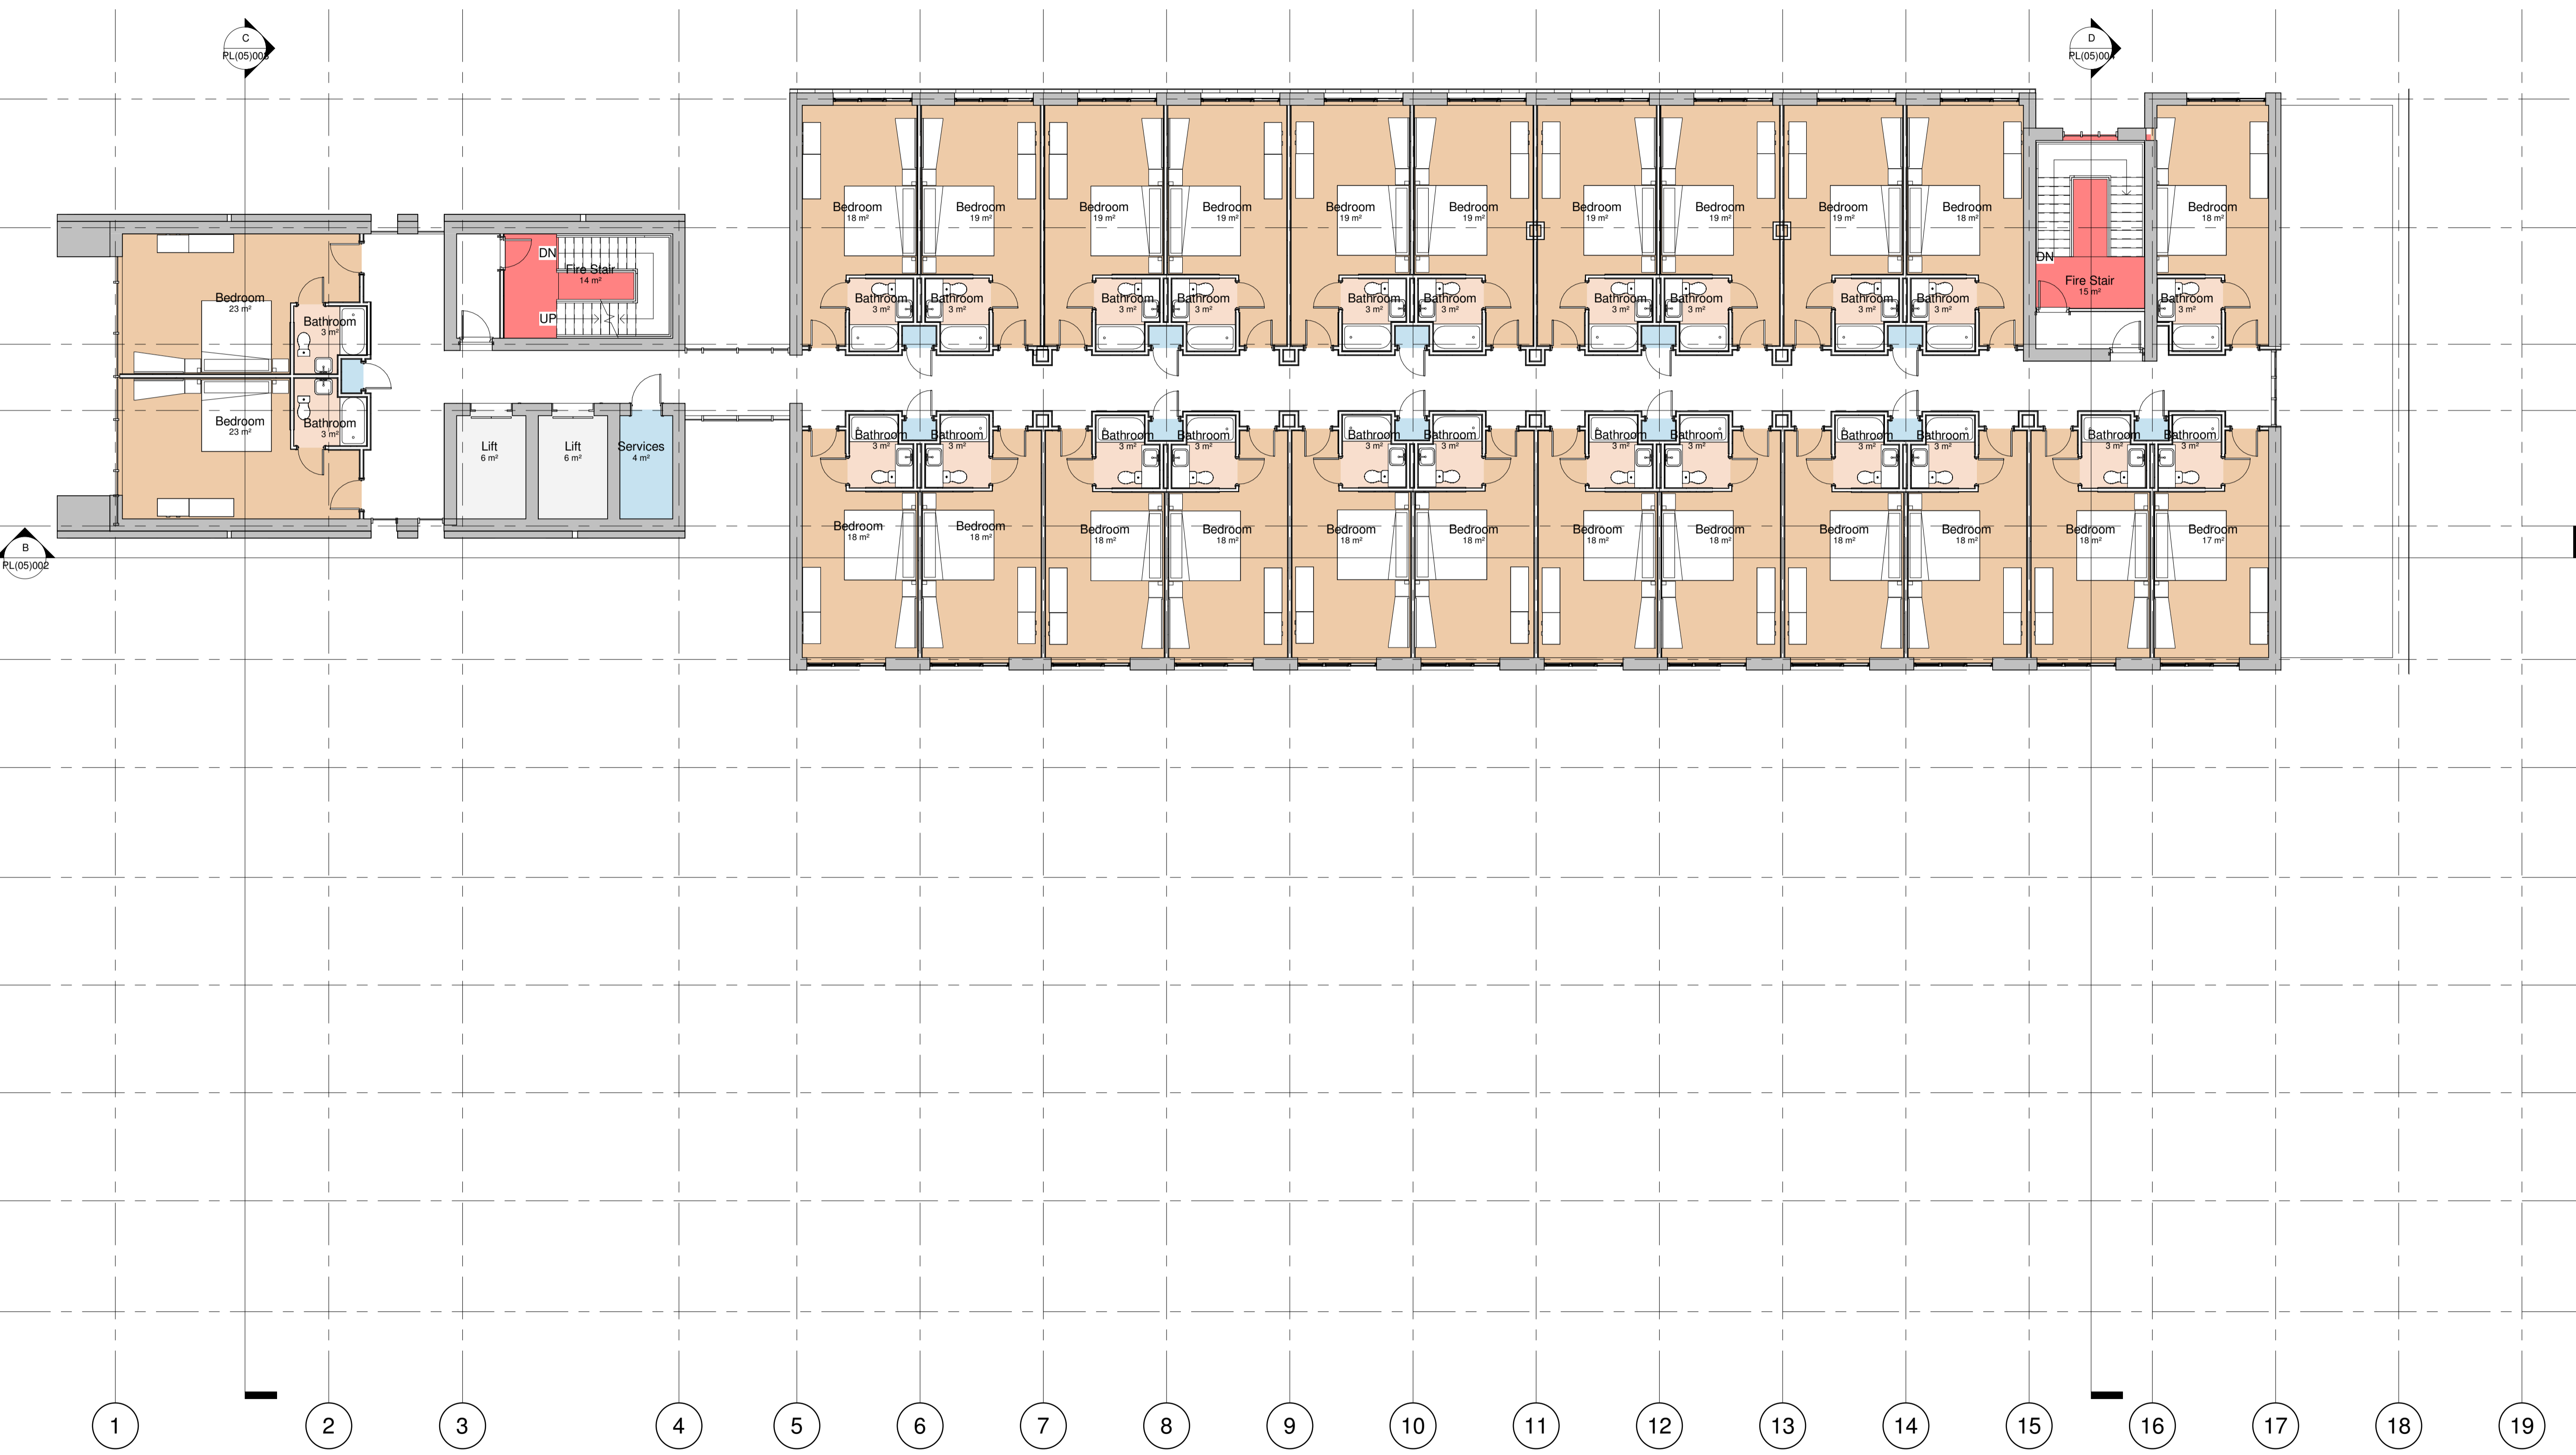 C
PL(05)003
D
PL(05)004
Bedroom
18 m²
Bedroom
19 m²
Bedroom
19 m²
Bedroom
19 m²
Bedroom
19 m²
Bedroom
19 m²
Bedroom
19 m²
Bedroom
19 m²
Bedroom
19 m²
Bedroom
18 m²
Bedroom
18 m²
DN
Fire Stair
14 m²
UP
DN
Fire Stair
15 m²
Bedroom
23 m²
Bathroom
3 m²
Bathroom
3 m²
Bathroom
3 m²
Bathroom
3 m²
Bathroom
3 m²
Bathroom
3 m²
Bathroom
3 m²
Bathroom
3 m²
Bathroom
3 m²
Bathroom
3 m²
Bathroom
3 m²
Bathroom
3 m²
Bedroom
23 m²
Bathroom
3 m²
Lift
6 m²
Lift
6 m²
Services
4 m²
Bathroom
3 m²
Bathroom
3 m²
Bathroom
3 m²
Bathroom
3 m²
Bathroom
3 m²
Bathroom
3 m²
Bathroom
3 m²
Bathroom
3 m²
Bathroom
3 m²
Bathroom
3 m²
Bathroom
3 m²
Bathroom
3 m²
Bedroom
18 m²
Bedroom
18 m²
Bedroom
18 m²
Bedroom
18 m²
Bedroom
18 m²
Bedroom
18 m²
Bedroom
18 m²
Bedroom
18 m²
Bedroom
18 m²
Bedroom
18 m²
Bedroom
18 m²
Bedroom
17 m²
B
PL(05)002
1
2
3
4
5
6
7
8
9
10
11
12
13
14
15
16
17
18
19